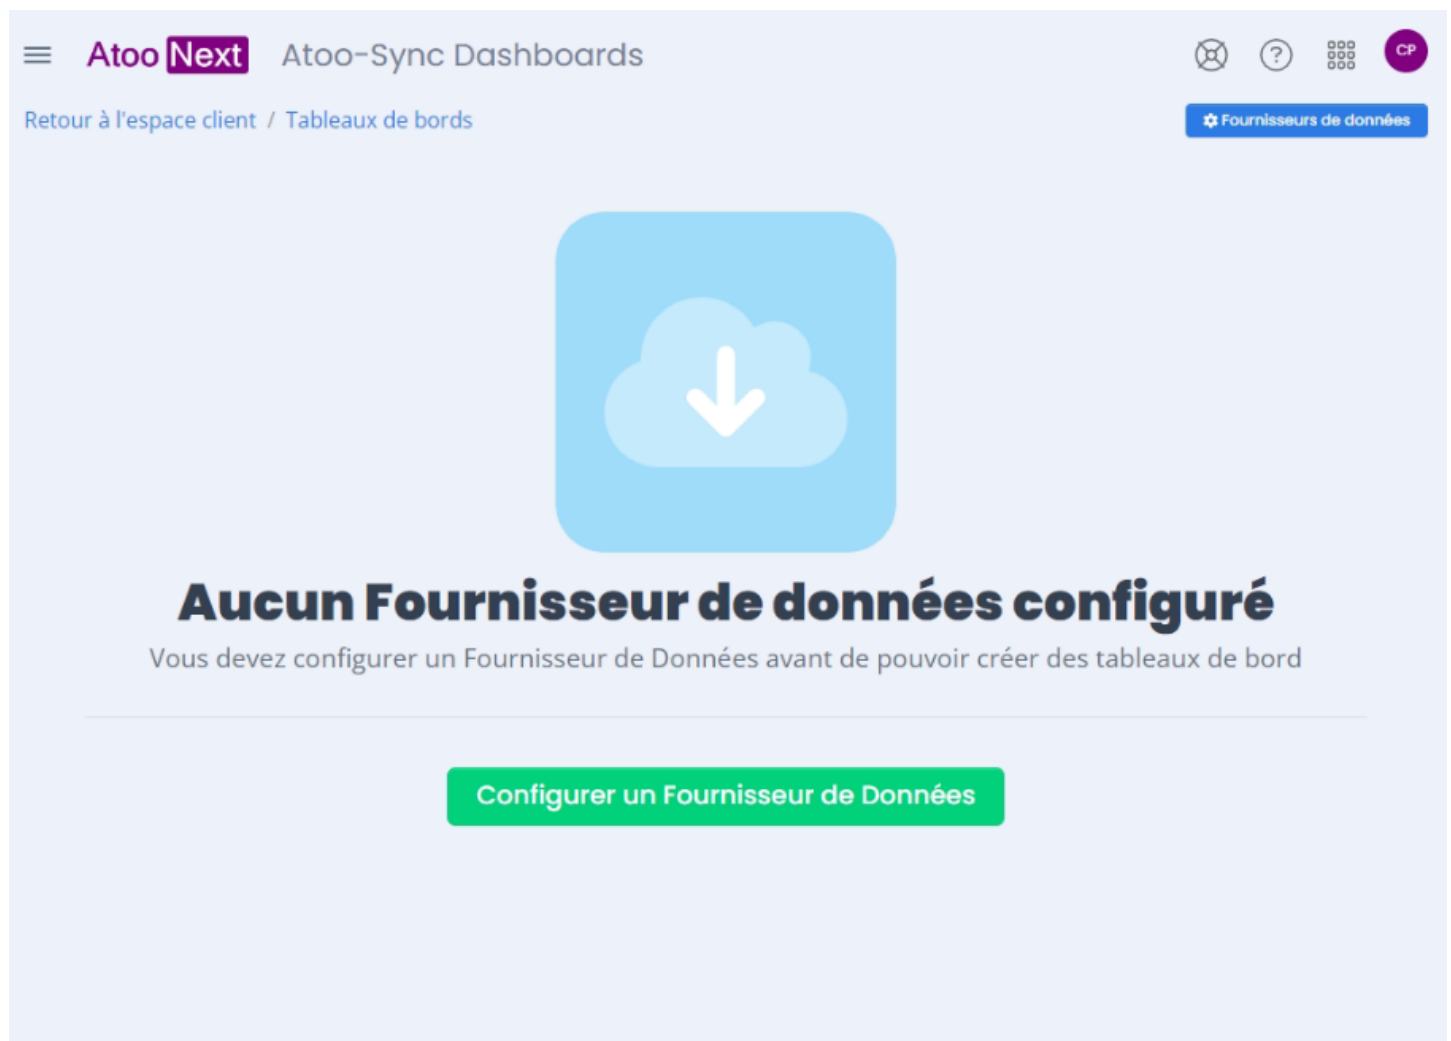 Atoo Next Atoo-Sync Dashboards CP
Retour à l'espace client / Tableaux de bords Fournisseurs de données
Aucun Fournisseur de données configuré
Vous devez configurer un Fournisseur de Données avant de pouvoir créer des tableaux de bord
Configurer un Fournisseur de Données